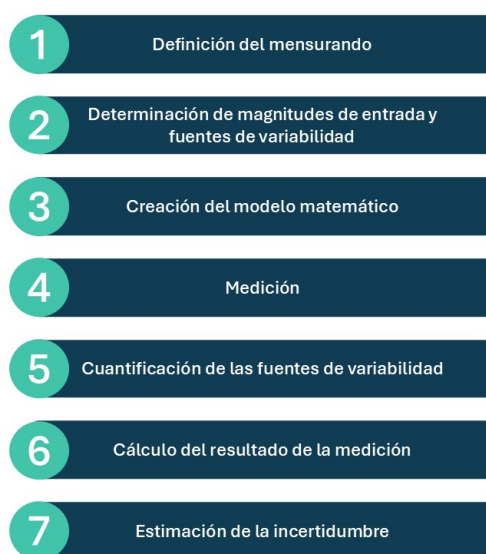 1
Definición del mensurando
2
Determinación de magnitudes de entrada y
fuentes de variabilidad
3
Creación del modelo matemático
4
Medición
5
Cuantificación de las fuentes de variabilidad
6
Cálculo del resultado de la medición
7
Estimación de la incertidumbre